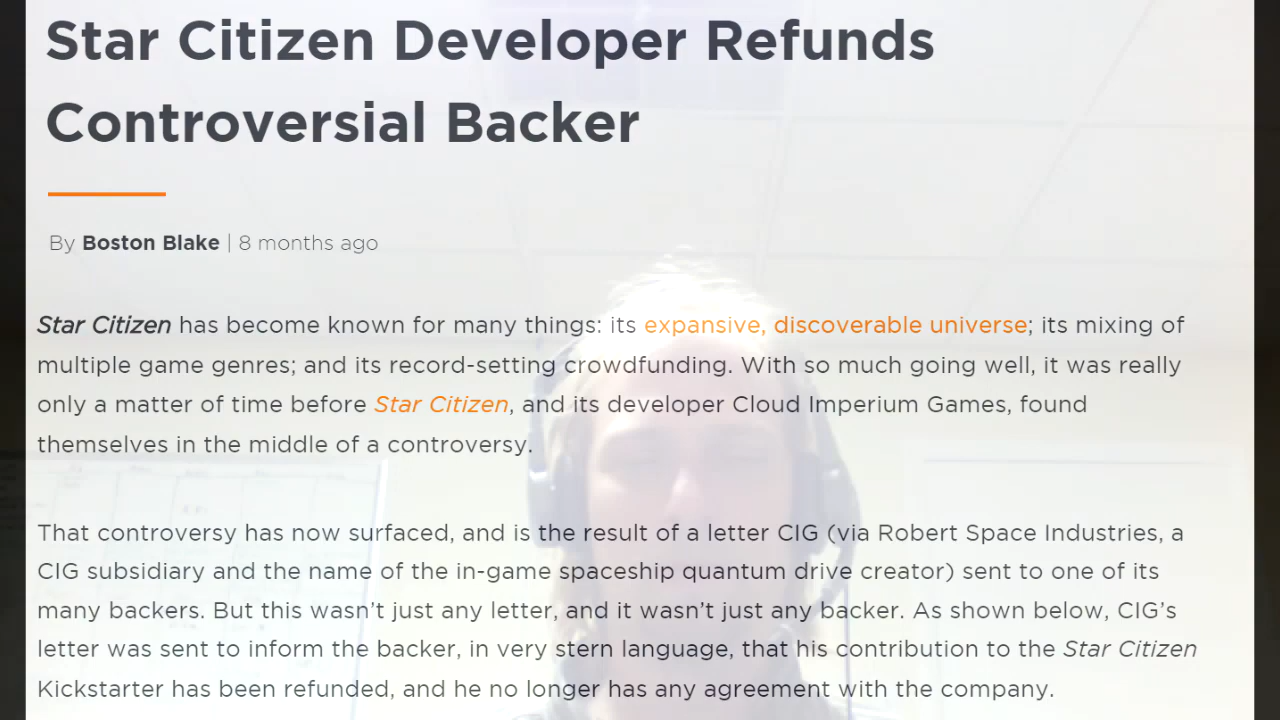 Star Citizen Developer Refunds
Controversial Backer
By Boston Blake | 8 months ago
Star Citizen has become known for many things: its expansive, discoverable universe; its mixing of
multiple game genres; and its record-setting crowdfunding. With so much going well, it was really
only a matter of time before Star Citizen, and its developer Cloud Imperium Games, found
themselves in the middle of a controversy.
That controversy has now surfaced, and is the result of a letter CIG (via Robert Space Industries, a
CIG subsidiary and the name of the in-game spaceship quantum drive creator) sent to one of its
many backers. But this wasn’t just any letter, and it wasn’t just any backer. As shown below, CIG’s
letter was sent to inform the backer, in very stern language, that his contribution to the Star Citizen
Kickstarter has been refunded, and he no longer has any agreement with the company.